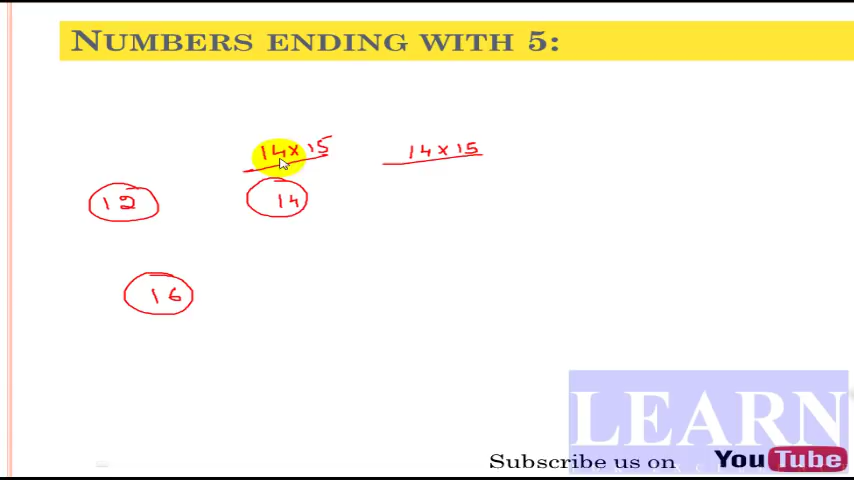 NUMBERS ENDING WITH 5:
14 × 15 14 × 15
12 14
16
LEARN
Subscribe us on YouTube